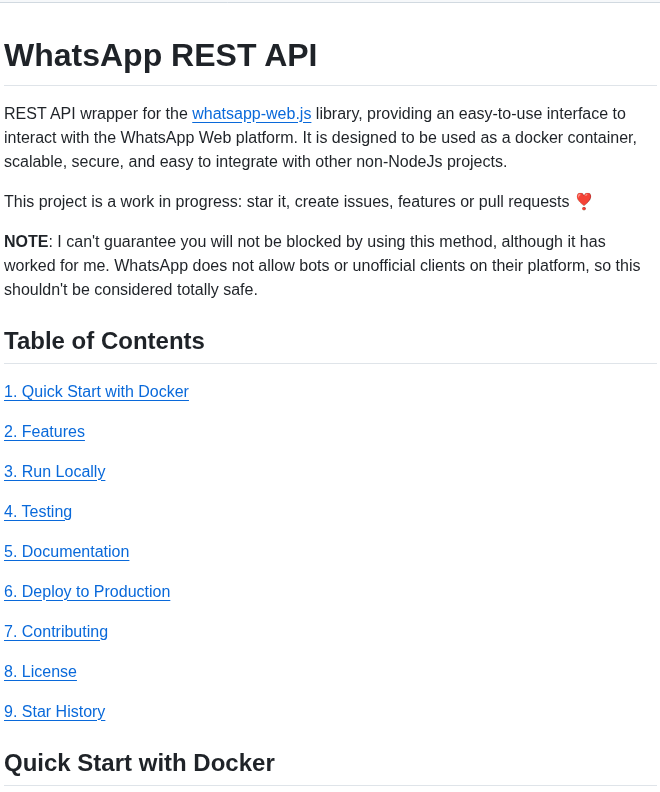 WhatsApp REST API
REST API wrapper for the whatsapp-web.js library, providing an easy-to-use interface to
interact with the WhatsApp Web platform. It is designed to be used as a docker container,
scalable, secure, and easy to integrate with other non-NodeJs projects.
This project is a work in progress: star it, create issues, features or pull requests ❣️
NOTE: I can't guarantee you will not be blocked by using this method, although it has
worked for me. WhatsApp does not allow bots or unofficial clients on their platform, so this
shouldn't be considered totally safe.
Table of Contents
1. Quick Start with Docker
2. Features
3. Run Locally
4. Testing
5. Documentation
6. Deploy to Production
7. Contributing
8. License
9. Star History
Quick Start with Docker